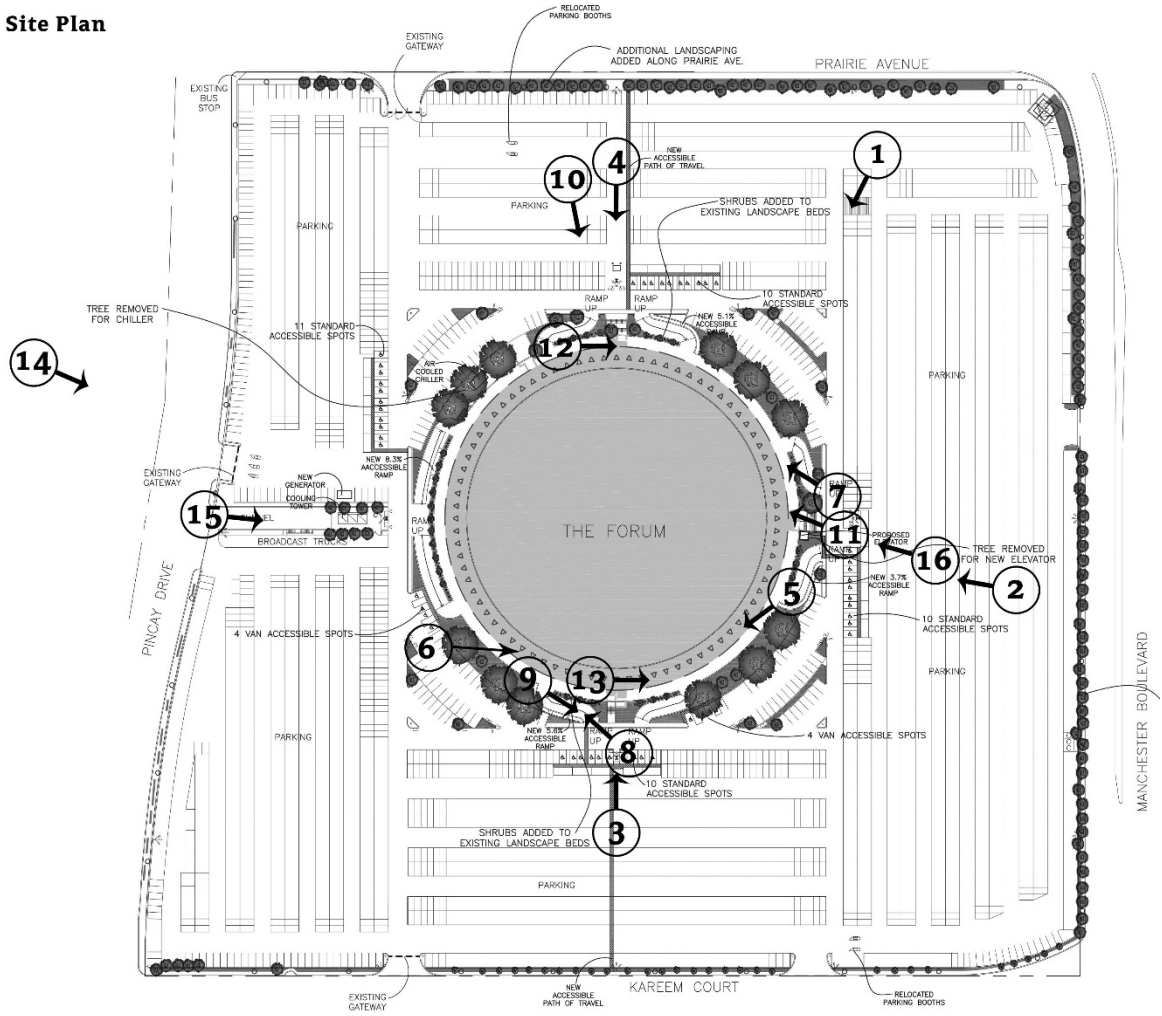 Site Plan
RELOCATED
PARKING BOOTHS
EXISTING
GATEWAY
ADDITIONAL LANDSCAPING
ADDED ALONG PRAIRIE AVE.
PRAIRIE AVENUE
EXISTING
BUS
STOP
1
4
NEW
ACCESSIBLE
PATH OF TRAVEL
10
PARKING
SHRUBS ADDED TO
EXISTING LANDSCAPE BEDS
PARKING
10 STANDARD
ACCESSIBLE SPOTS
RAMP
UP
RAMP
UP
TREE REMOVED
FOR CHILLER
11 STANDARD
ACCESSIBLE SPOTS
NEW 5.1%
ACCESSIBLE
RAMP
12
14
AIR
COOLED
CHILLER
PARKING
NEW 8.3%
AACCESSIBLE
RAMP
EXISTING
GATEWAY
NEW
GENERATOR
COOLING
TOWER
7
RAMP
UP
15
BROADCAST TRUCKS
RAMP
UP
THE FORUM
11
PROPOSED
ELEVATOR
RAMP
UP
16
TREE REMOVED
FOR NEW ELEVATOR
2
5
NEW 3.7%
ACCESSIBLE
RAMP
10 STANDARD
ACCESSIBLE SPOTS
PINCAY DRIVE
4 VAN ACCESSIBLE SPOTS
6
9
13
PARKING
MANCHESTER BOULEVARD
NEW 5.6%
ACCESSIBLE
RAMP
RAMP
UP
RAMP
UP
4 VAN ACCESSIBLE SPOTS
8
PARKING
10 STANDARD
ACCESSIBLE SPOTS
3
SHRUBS ADDED TO
EXISTING LANDSCAPE BEDS
PARKING
EXISTING
GATEWAY
NEW
ACCESSIBLE
PATH OF TRAVEL
KAREEM COURT
RELOCATED
PARKING BOOTHS